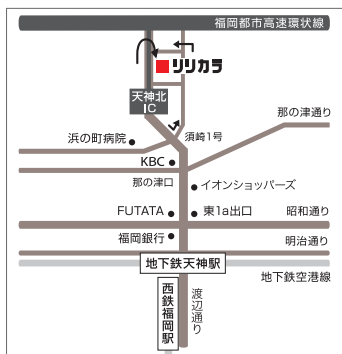 福岡都市高速環状線
リリカラ
天神北
IC
那の津通り
須崎1号
浜の町病院
KBC
那の津口
イオンショッパーズ
FUTATA
東1a出口
昭和通り
福岡銀行
明治通り
地下鉄天神駅
地下鉄空港線
西鉄福岡駅
渡辺通り